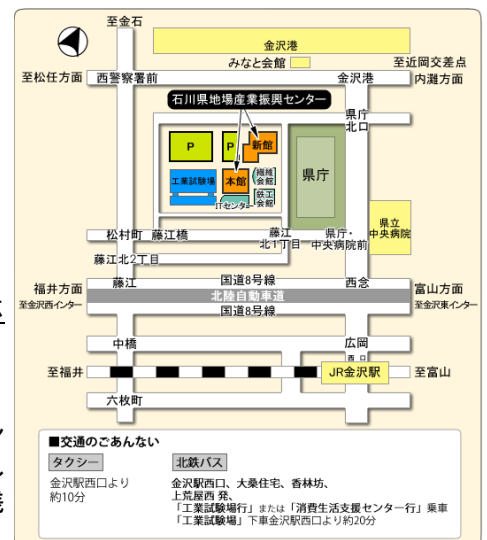 至金石
金沢港
みなと会館
至近岡交差点
至松任方面
西警察署前
金沢港
内灘方面
石川県地場産業振興センター
県庁
北口
P
P
新館
県庁
工業試験場
本館
繊維
会館
ITセンター
鉄工
会館
県立
中央病院
松村町
藤江橋
藤江
北1丁目
県庁・
中央病院前
藤江北2丁目
福井方面
至金沢西インター
藤江
国道8号線
西念
富山方面
至金沢東インター
北陸自動車道
国道8号線
中橋
広岡
西口
至福井
JR金沢駅
至富山
六枚町
■交通のごあんない
タクシー
北鉄バス
金沢駅西口より
約10分
金沢駅西口、大桑住宅、香林坊、
上荒屋西 発、
「工業試験場行」または「消費生活支援センター行」乗車
「工業試験場」下車金沢駅西口より約20分